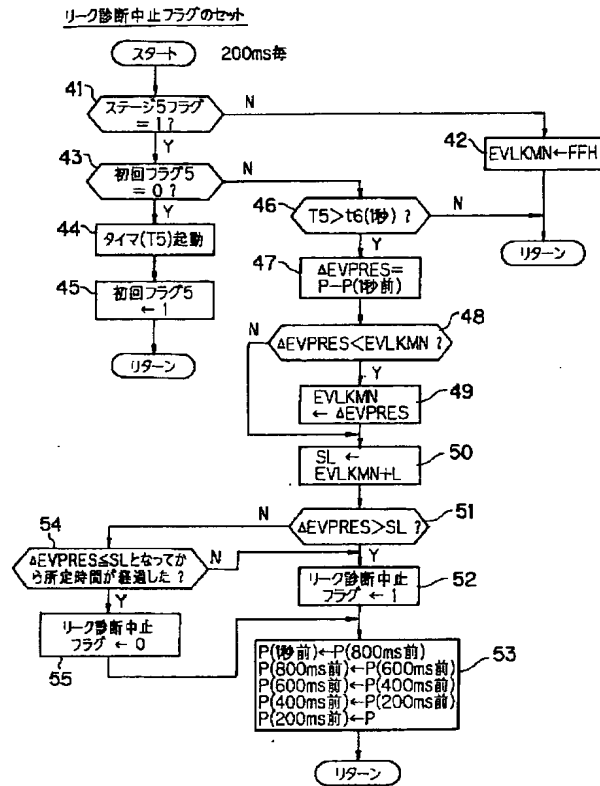 リーク診断中止フラグのセット
スタート
200ms毎
41
ステージ5フラグ
= 1 ?
N
Y
42
EVLKMN←FFH
リターン
43
初回フラグ5
= 0 ?
N
Y
44
タイマ(T5)起動
45
初回フラグ5
← 1
リターン
46
T5>t6(1秒) ?
N
Y
47
ΔEVPRES=
P−P(1秒前)
48
ΔEVPRES<EVLKMN ?
N
Y
49
EVLKMN
← ΔEVPRES
50
SL ←
EVLKMN+L
51
ΔEVPRES>SL ?
N
Y
54
ΔEVPRES≦SLとなってか
ら所定時間が経過した ?
N
Y
52
リーク診断中止
フラグ ← 1
リーク診断中止
フラグ ← 0
55
53
P(1秒前)←P(800ms前)
P(800ms前)←P(600ms前)
P(600ms前)←P(400ms前)
P(400ms前)←P(200ms前)
P(200ms前)←P
リターン